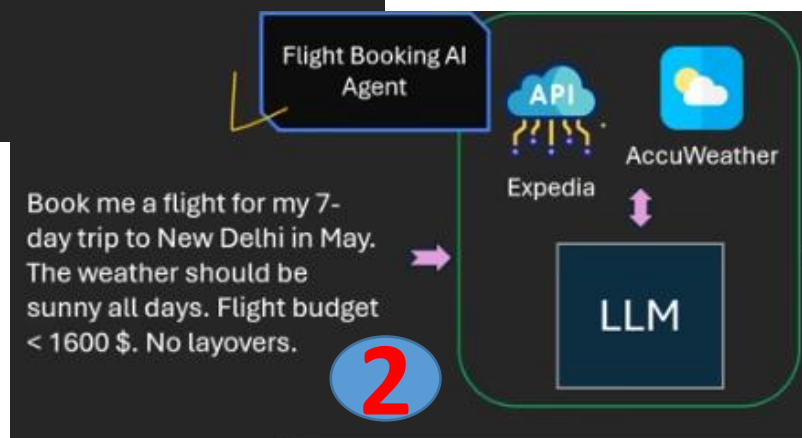 Flight Booking AI
Agent
API
AccuWeather
Expedia
Book me a flight for my 7-
day trip to New Delhi in May.
The weather should be
sunny all days. Flight budget
< 1600 $. No layovers.
LLM
2